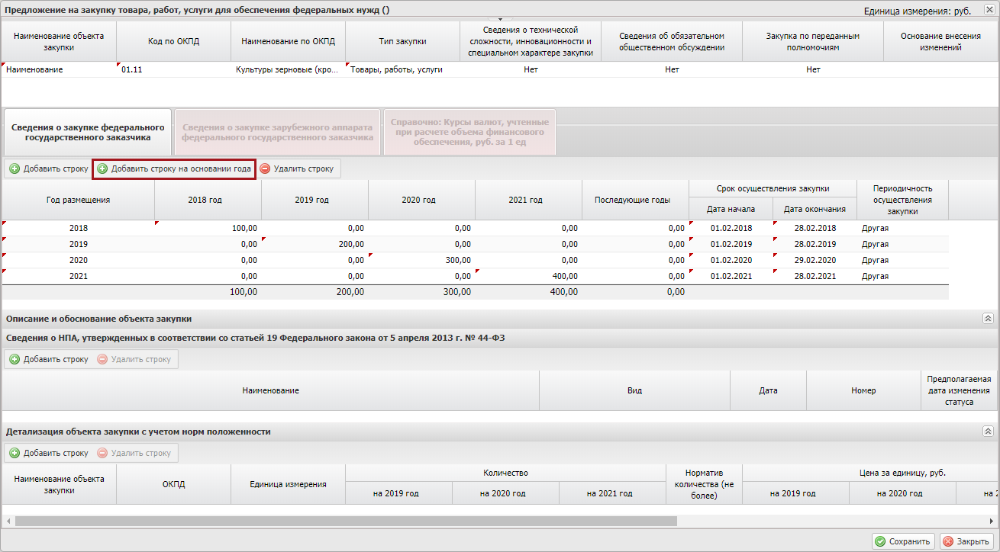 Предложение на закупку товара, работ, услуги для обеспечения федеральных нужд ()
Единица измерения: руб.
Наименование объекта закупки
Код по ОКПД
Наименование по ОКПД
Тип закупки
Сведения о технической сложности, инновационности и специальном характере закупки
Сведения об обязательном общественном обсуждении
Закупка по переданным полномочиям
Основание внесения изменений
Наименование 01.11 Культуры зерновые (кро... Товары, работы, услуги Нет Нет Нет
Сведения о закупке федерального государственного заказчика
Сведения о закупке зарубежного аппарата федерального государственного заказчика
Справочно: Курсы валют, учтенные при расчете объема финансового обеспечения, руб. за 1 ед
Добавить строку Добавить строку на основании года Удалить строку
Год размещения 2018 год 2019 год 2020 год 2021 год Последующие годы
Срок осуществления закупки
Дата начала Дата окончания
Периодичность осуществления закупки
2018 100,00 0,00 0,00 0,00 0,00 01.02.2018 28.02.2018 Другая
2019 0,00 200,00 0,00 0,00 0,00 01.02.2019 28.02.2019 Другая
2020 0,00 0,00 300,00 0,00 0,00 01.02.2020 29.02.2020 Другая
2021 0,00 0,00 0,00 400,00 0,00 01.02.2021 28.02.2021 Другая
100,00 200,00 300,00 400,00 0,00
Описание и обоснование объекта закупки
Сведения о НПА, утвержденных в соответствии со статьей 19 Федерального закона от 5 апреля 2013 г. № 44-ФЗ
Добавить строку Удалить строку
Наименование Вид Дата Номер
Предполагаемая дата изменения статуса
Детализация объекта закупки с учетом норм положенности
Добавить строку Удалить строку
Наименование объекта закупки
ОКПД
Единица измерения
Количество
на 2019 год на 2020 год на 2021 год
Норматив количества (не более)
Цена за единицу, руб.
на 2019 год на 2020 год на 2
Сохранить Закрыть